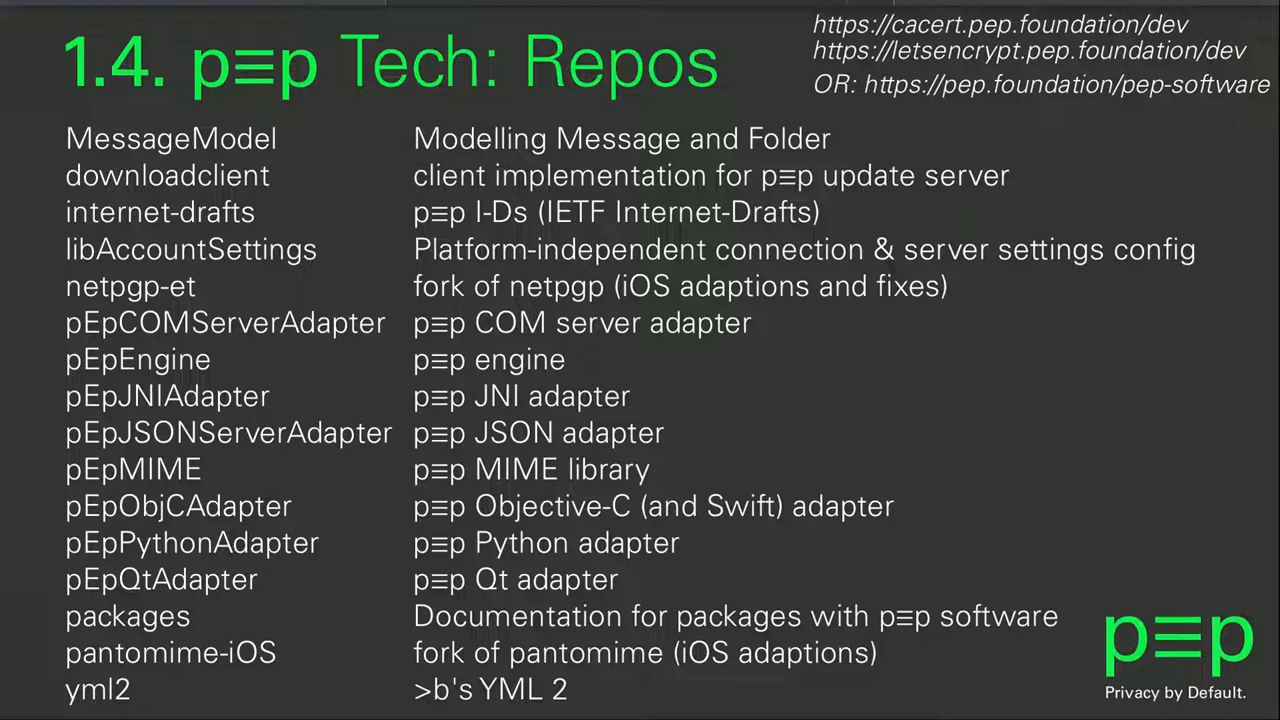 1.4. p≡p Tech: Repos
https://cacert.pep.foundation/dev
https://letsencrypt.pep.foundation/dev
OR: https://pep.foundation/pep-software
MessageModel Modelling Message and Folder
downloadclient client implementation for p≡p update server
internet-drafts p≡p I-Ds (IETF Internet-Drafts)
libAccountSettings Platform-independent connection & server settings config
netpgp-et fork of netpgp (iOS adaptions and fixes)
pEpCOMServerAdapter p≡p COM server adapter
pEpEngine p≡p engine
pEpJNIAdapter p≡p JNI adapter
pEpJSONServerAdapter p≡p JSON adapter
pEpMIME p≡p MIME library
pEpObjCAdapter p≡p Objective-C (and Swift) adapter
pEpPythonAdapter p≡p Python adapter
pEpQtAdapter p≡p Qt adapter
packages Documentation for packages with p≡p software
pantomime-iOS fork of pantomime (iOS adaptions)
yml2 >b's YML 2
p≡p
Privacy by Default.